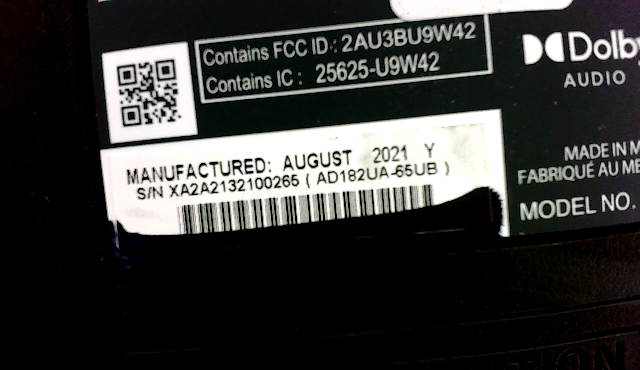 Contains FCC ID : 2AU3BU9W42
Contains IC : 25625-U9W42
Dolby
AUDIO
MANUFACTURED: AUGUST 2021 Y
S/N XA2A2132100265 ( AD182UA-65UB )
MADE IN M
FABRIQUÉ AU ME
MODEL NO.